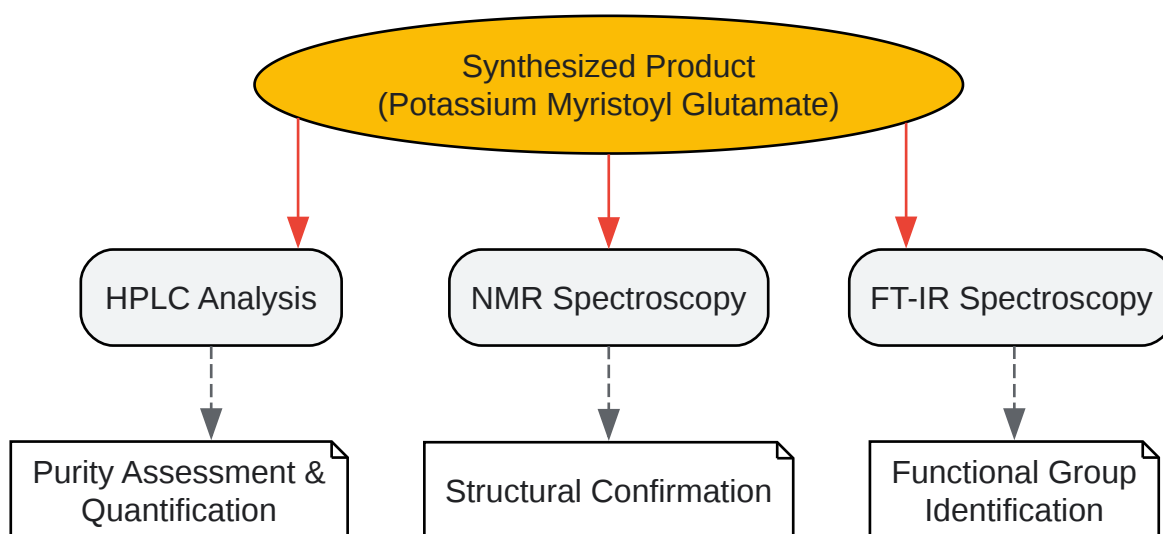 Synthesized Product
(Potassium Myristoyl Glutamate)
HPLC Analysis
NMR Spectroscopy
FT-IR Spectroscopy
Purity Assessment &
Quantification
Structural Confirmation
Functional Group
Identification